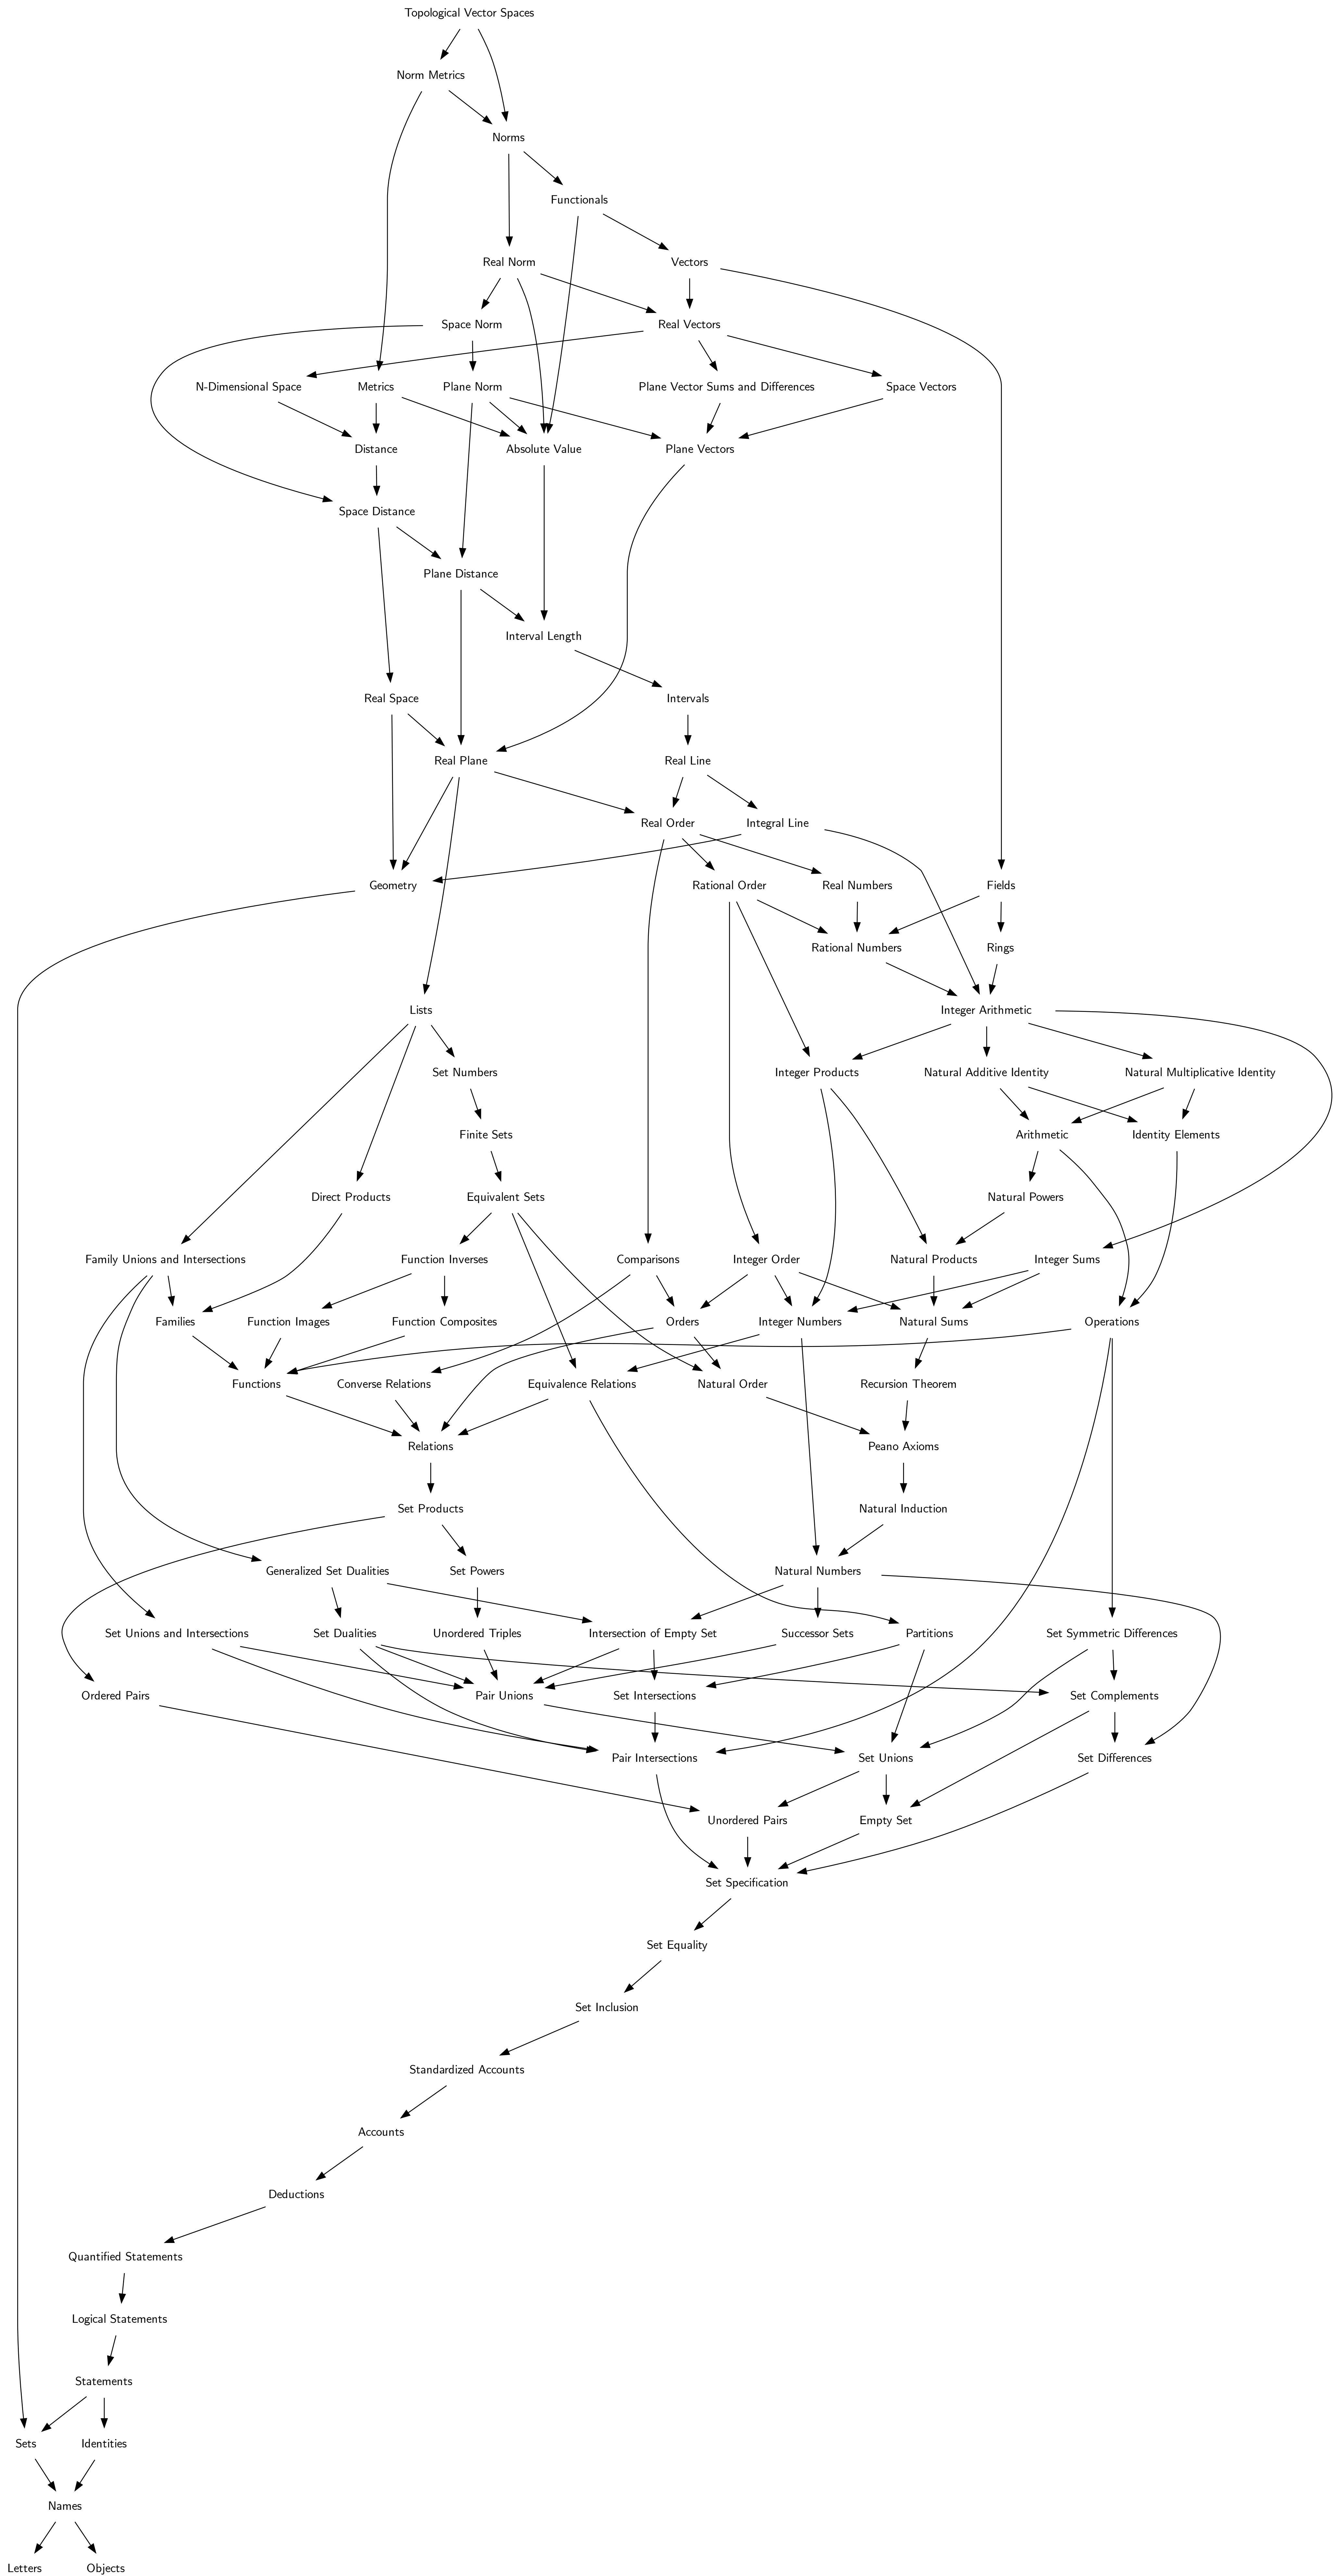 Topological Vector Spaces
Norm Metrics
Norms
Functionals
Real Norm
Vectors
Space Norm
Real Vectors
N-Dimensional Space
Metrics
Plane Norm
Plane Vector Sums and Differences
Space Vectors
Distance
Absolute Value
Plane Vectors
Space Distance
Plane Distance
Interval Length
Real Space
Intervals
Real Plane
Real Line
Real Order
Integral Line
Geometry
Rational Order
Real Numbers
Fields
Rational Numbers
Rings
Lists
Integer Arithmetic
Set Numbers
Integer Products
Natural Additive Identity
Natural Multiplicative Identity
Finite Sets
Arithmetic
Identity Elements
Direct Products
Equivalent Sets
Natural Powers
Family Unions and Intersections
Function Inverses
Comparisons
Integer Order
Natural Products
Integer Sums
Families
Function Images
Function Composites
Orders
Integer Numbers
Natural Sums
Operations
Functions
Converse Relations
Equivalence Relations
Natural Order
Recursion Theorem
Relations
Peano Axioms
Set Products
Natural Induction
Generalized Set Dualities
Set Powers
Natural Numbers
Set Unions and Intersections
Set Dualities
Unordered Triples
Intersection of Empty Set
Successor Sets
Partitions
Set Symmetric Differences
Ordered Pairs
Pair Unions
Set Intersections
Set Complements
Pair Intersections
Set Unions
Set Differences
Unordered Pairs
Empty Set
Set Specification
Set Equality
Set Inclusion
Standardized Accounts
Accounts
Deductions
Quantified Statements
Logical Statements
Statements
Sets
Identities
Names
Letters
Objects